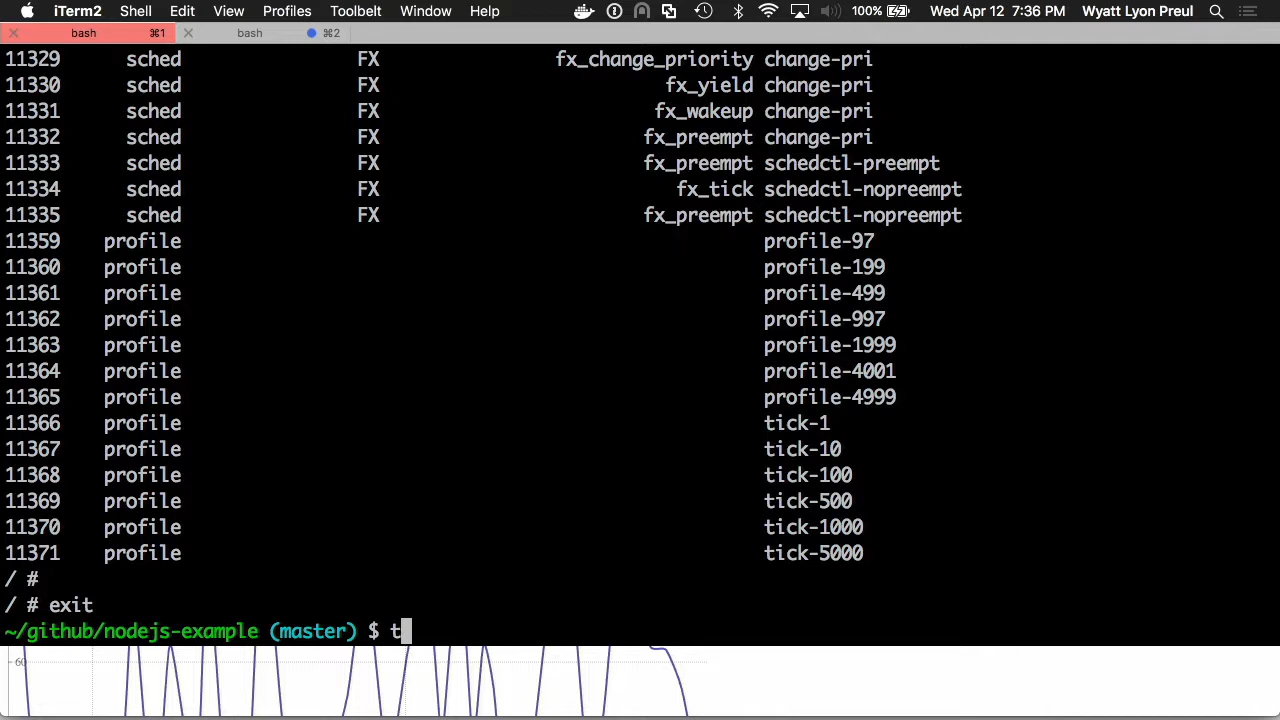 iTerm2 Shell Edit View Profiles Toolbelt Window Help 100% Wed Apr 12 7:36 PM Wyatt Lyon Preul
bash ⌘1 bash ⌘2
11329 sched FX fx_change_priority change-pri
11330 sched FX fx_yield change-pri
11331 sched FX fx_wakeup change-pri
11332 sched FX fx_preempt change-pri
11333 sched FX fx_preempt schedctl-preempt
11334 sched FX fx_tick schedctl-nopreempt
11335 sched FX fx_preempt schedctl-nopreempt
11359 profile profile-97
11360 profile profile-199
11361 profile profile-499
11362 profile profile-997
11363 profile profile-1999
11364 profile profile-4001
11365 profile profile-4999
11366 profile tick-1
11367 profile tick-10
11368 profile tick-100
11369 profile tick-500
11370 profile tick-1000
11371 profile tick-5000
/ #
/ # exit
~/github/nodejs-example (master) $ t
60